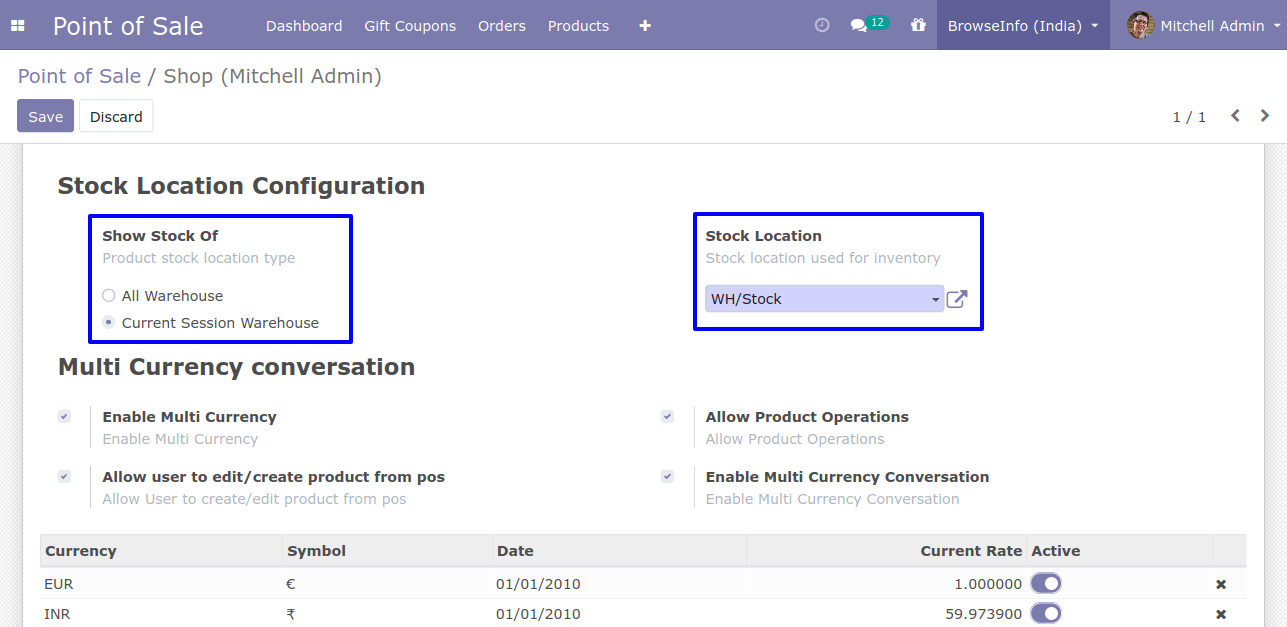 Point of Sale Dashboard Gift Coupons Orders Products + 12 BrowseInfo (India) Mitchell Admin
Point of Sale / Shop (Mitchell Admin)
Save Discard 1 / 1
Stock Location Configuration
Show Stock Of Stock Location
Product stock location type Stock location used for inventory
All Warehouse WH/Stock
Current Session Warehouse
Multi Currency conversation
Enable Multi Currency Allow Product Operations
Enable Multi Currency Allow Product Operations
Allow user to edit/create product from pos Enable Multi Currency Conversation
Allow User to create/edit product from pos Enable Multi Currency Conversation
Currency Symbol Date Current Rate Active
EUR € 01/01/2010 1.000000
INR ₹ 01/01/2010 59.973900